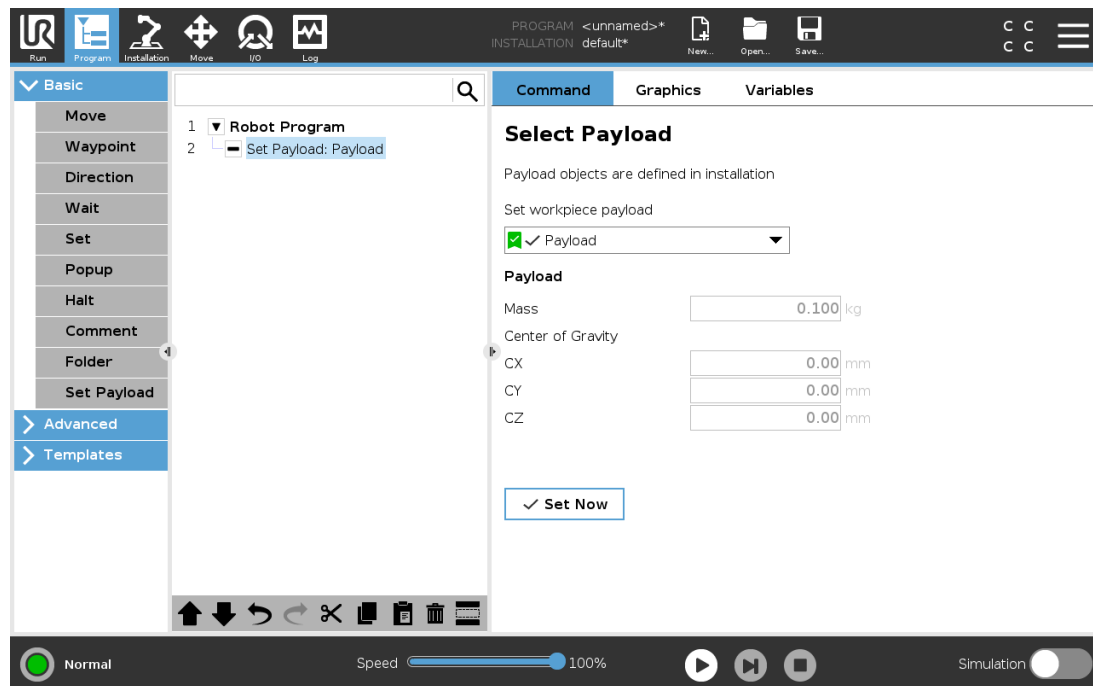 UR
PROGRAM <unnamed>*
INSTALLATION default*
Run Program Installation Move I/O Log New... Open... Save...
C C
C C
Basic
Move
Waypoint
Direction
Wait
Set
Popup
Halt
Comment
Folder
Set Payload
Advanced
Templates
1 Robot Program
2 Set Payload: Payload
Command Graphics Variables
Select Payload
Payload objects are defined in installation
Set workpiece payload
Payload
Payload
Mass 0.100 kg
Center of Gravity
CX 0.00 mm
CY 0.00 mm
CZ 0.00 mm
Set Now
Normal Speed 100% Simulation